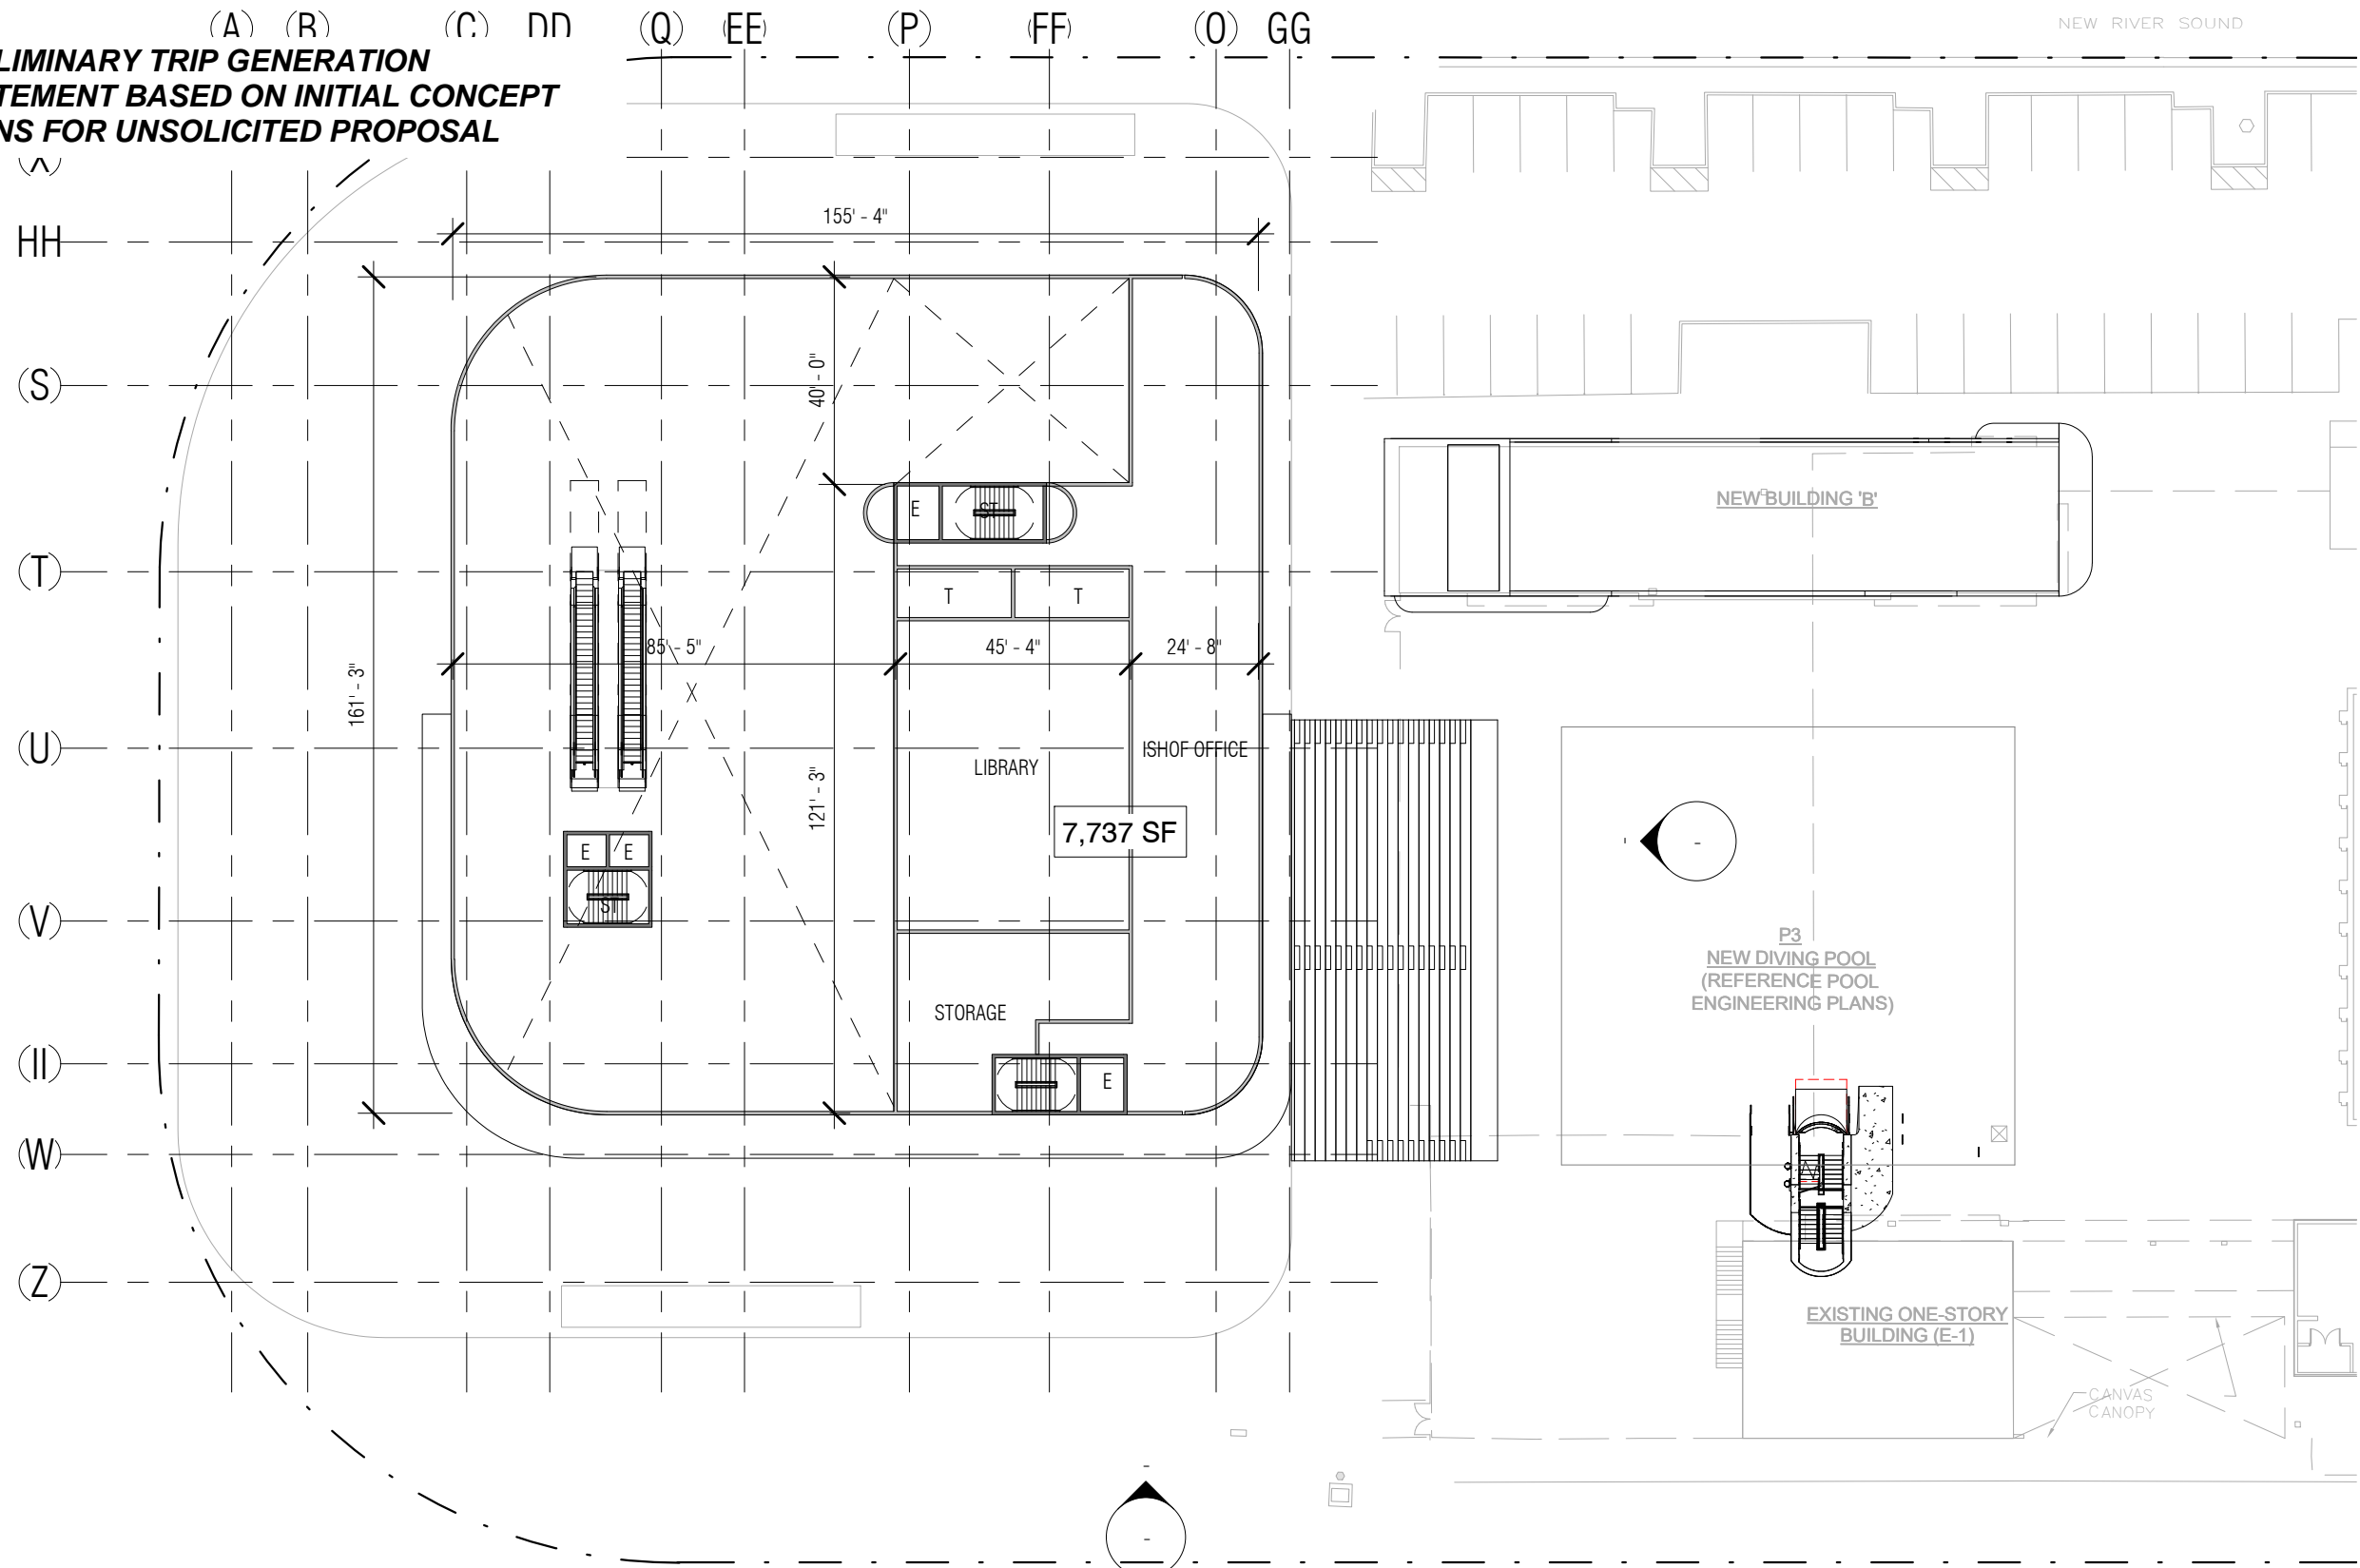 (A) (B) (C) DD (Q) (EE) (P) (FF) (O) GG
NEW RIVER SOUND
LIMINARY TRIP GENERATION
TEMENT BASED ON INITIAL CONCEPT
NS FOR UNSOLICITED PROPOSAL
(X)
HH
155' - 4"
(S)
40' - 0"
NEW BUILDING 'B'
E
ST
(T)
T
T
85' - 5"
45' - 4"
24' - 8"
161' - 3"
(U)
ISHOF OFFICE
LIBRARY
121' - 3"
7,737 SF
-
-
E
E
ST
(V)
P3
NEW DIVING POOL
(REFERENCE POOL
ENGINEERING PLANS)
STORAGE
(II)
E
(W)
(Z)
EXISTING ONE-STORY
BUILDING (E-1)
CANVAS
CANOPY
-
-